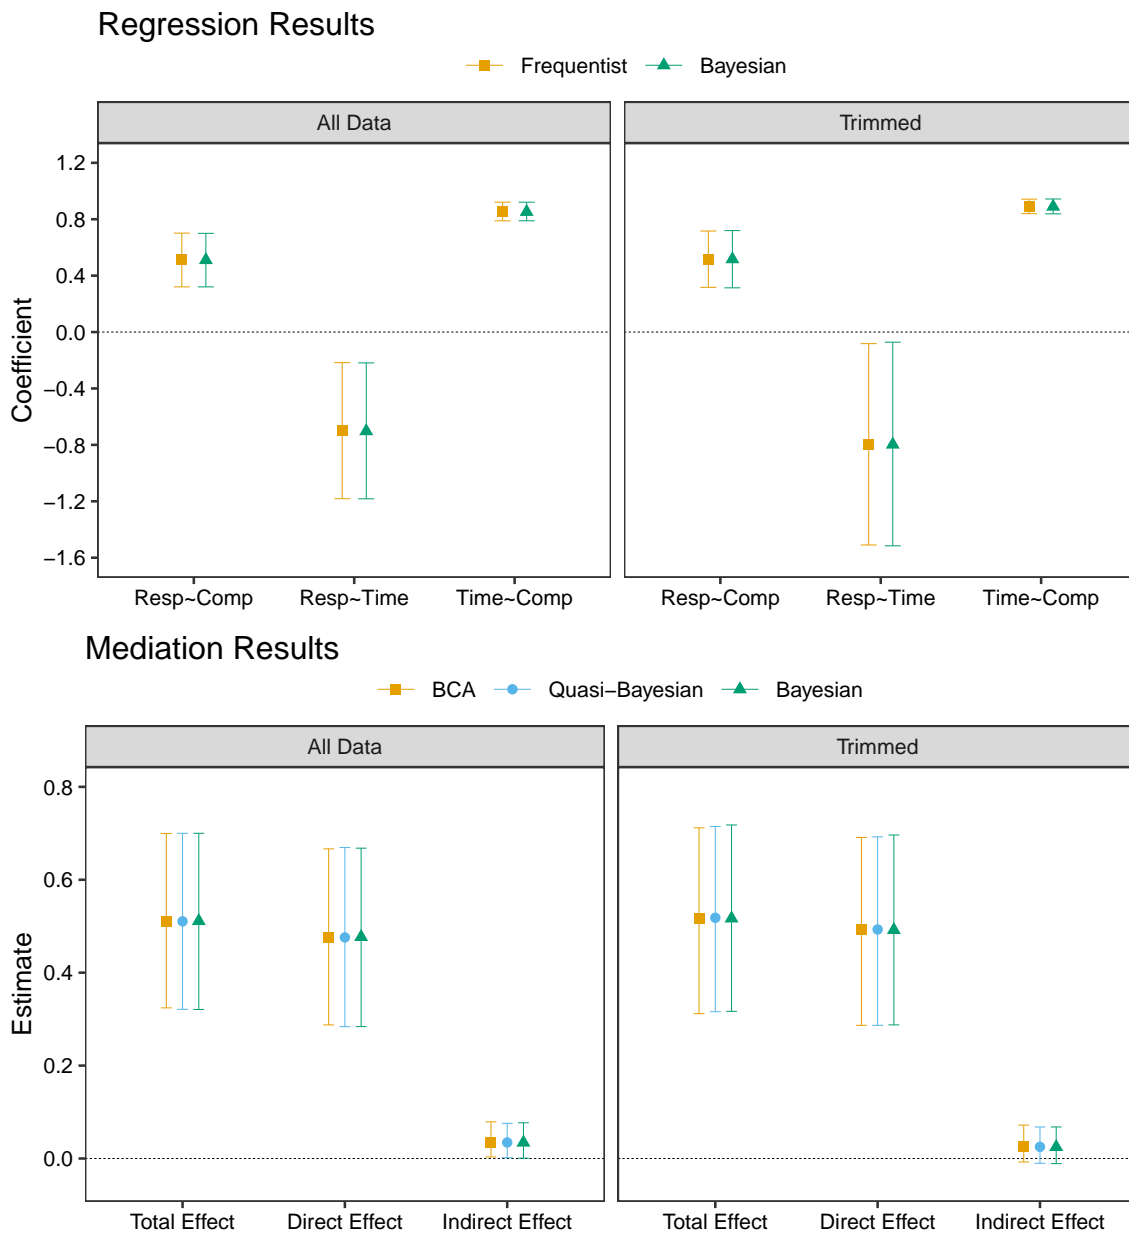 Regression Results
Frequentist Bayesian
All Data Trimmed
1.2
0.8
0.4
0.0
−0.4
−0.8
−1.2
−1.6
Coefficient
Resp~Comp Resp~Time Time~Comp Resp~Comp Resp~Time Time~Comp
Mediation Results
BCA Quasi−Bayesian Bayesian
All Data Trimmed
0.8
0.6
0.4
0.2
0.0
Estimate
Total Effect Direct Effect Indirect Effect Total Effect Direct Effect Indirect Effect